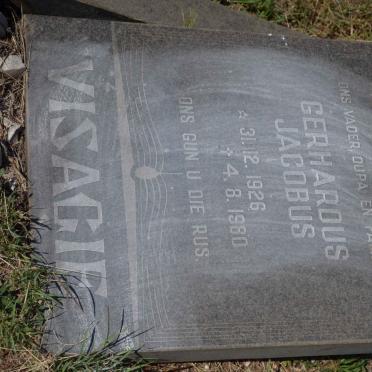 ONS VADER, OUPA EN
GERHARDUS
JACOBUS
☆ 31.12.1926
✝ 4.8.1980
ONS GUN U DIE RUS
VISAGIE